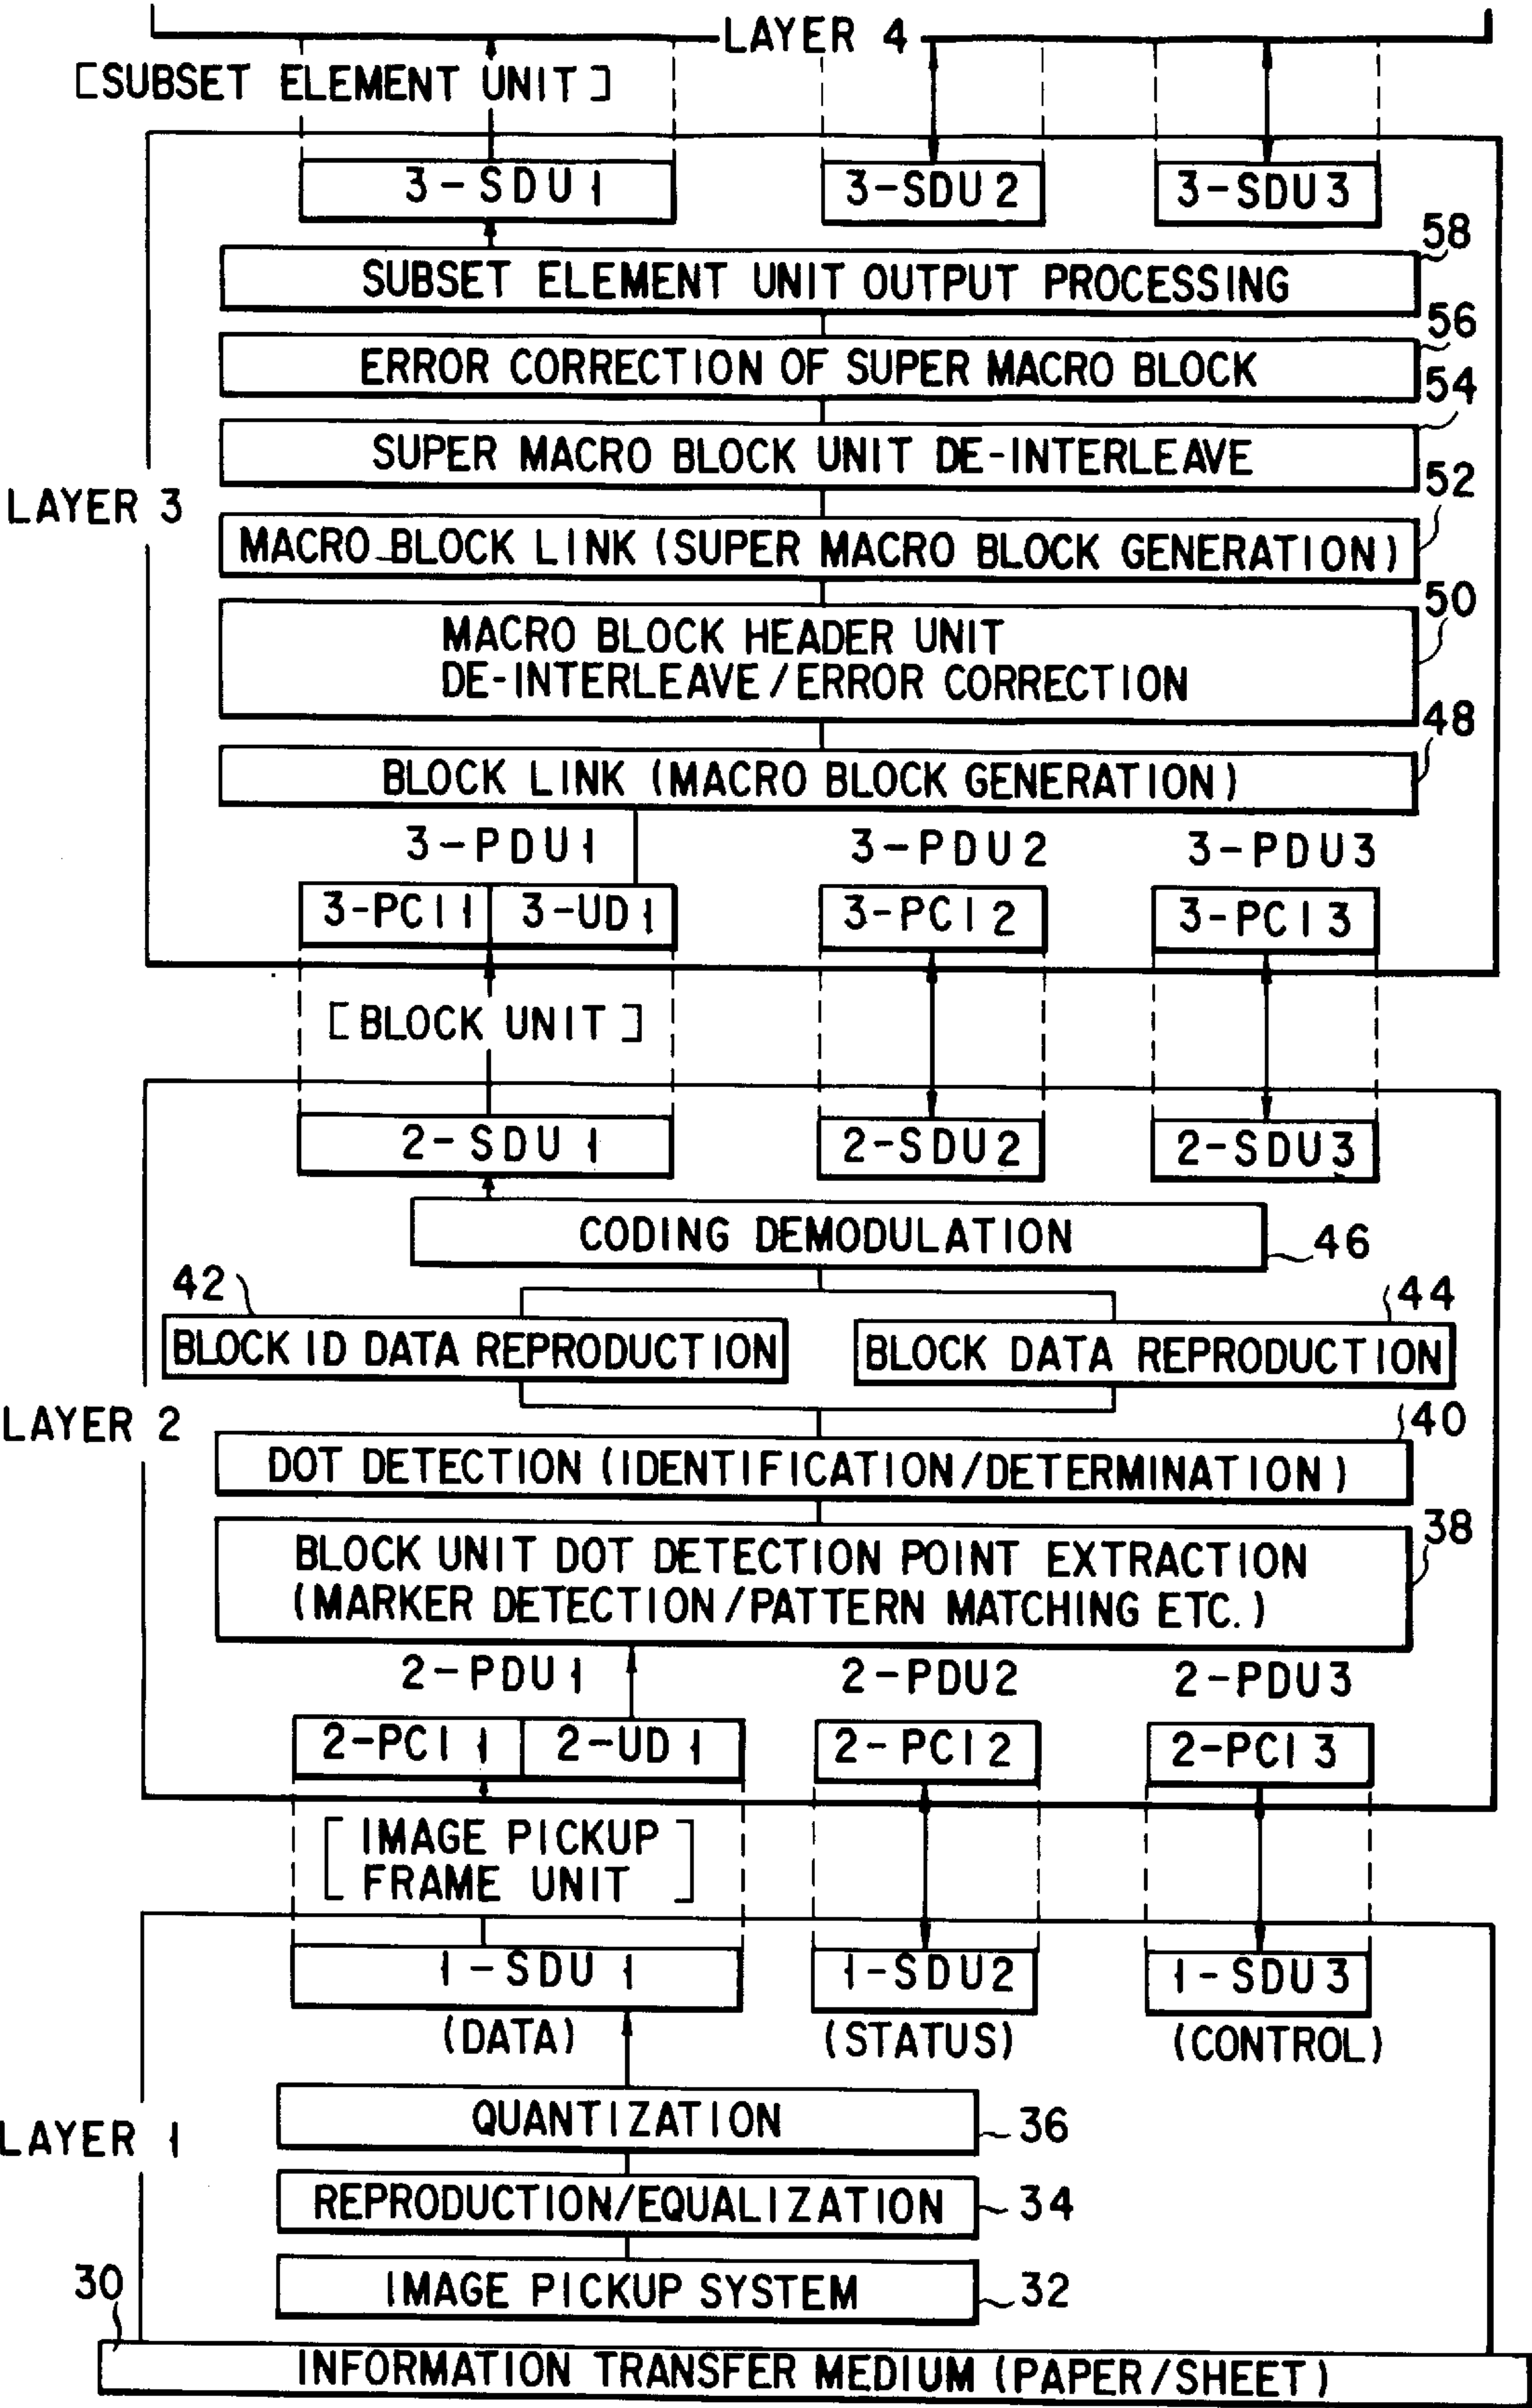 LAYER 4
[SUBSET ELEMENT UNIT]
3-SDU1
3-SDU2
3-SDU3
58
SUBSET ELEMENT UNIT OUTPUT PROCESSING
56
ERROR CORRECTION OF SUPER MACRO BLOCK
54
SUPER MACRO BLOCK UNIT DE-INTERLEAVE
52
LAYER 3
MACRO BLOCK LINK (SUPER MACRO BLOCK GENERATION)
50
MACRO BLOCK HEADER UNIT
DE-INTERLEAVE/ERROR CORRECTION
48
BLOCK LINK (MACRO BLOCK GENERATION)
3-PDU1
3-PDU2
3-PDU3
3-PCI1
3-UD1
3-PCI2
3-PCI3
[BLOCK UNIT]
2-SDU1
2-SDU2
2-SDU3
CODING DEMODULATION
46
42
44
BLOCK ID DATA REPRODUCTION
BLOCK DATA REPRODUCTION
LAYER 2
40
DOT DETECTION (IDENTIFICATION/DETERMINATION)
38
BLOCK UNIT DOT DETECTION POINT EXTRACTION
(MARKER DETECTION/PATTERN MATCHING ETC.)
2-PDU1
2-PDU2
2-PDU3
2-PCI1
2-UD1
2-PCI2
2-PCI3
[IMAGE PICKUP
FRAME UNIT]
1-SDU1
1-SDU2
1-SDU3
(DATA)
(STATUS)
(CONTROL)
QUANTIZATION
36
LAYER 1
REPRODUCTION/EQUALIZATION
34
30
IMAGE PICKUP SYSTEM
32
INFORMATION TRANSFER MEDIUM (PAPER/SHEET)